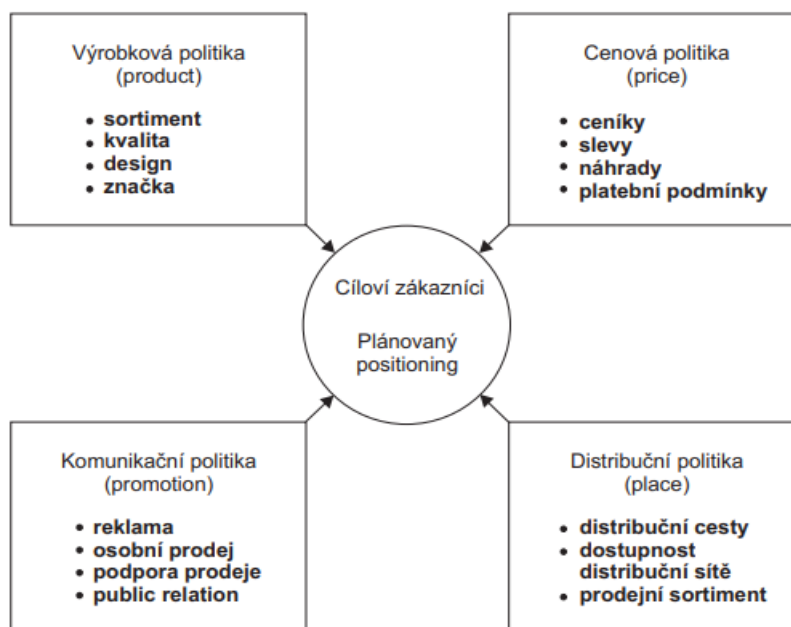 Výrobková politika
(product)
• sortiment
• kvalita
• design
• značka
Cenová politika
(price)
• ceníky
• slevy
• náhrady
• platební podmínky
Cíloví zákazníci
Plánovaný
positioning
Komunikační politika
(promotion)
• reklama
• osobní prodej
• podpora prodeje
• public relation
Distribuční politika
(place)
• distribuční cesty
• dostupnost
distribuční sítě
• prodejní sortiment